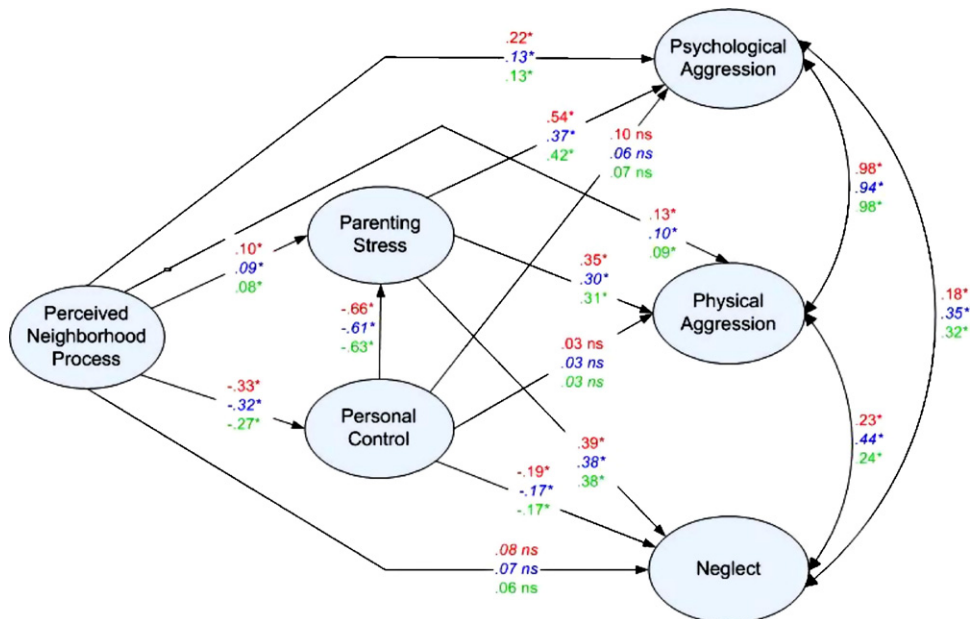 Psychological
Aggression
.22*
.13*
.13*
.54*
.37*
.42*
.10 ns
.06 ns
.07 ns
.98*
.94*
.98*
Parenting
Stress
.13*
.10*
.09*
.10*
.09*
.08*
.35*
.30*
.31*
Physical
Aggression
.18*
.35*
.32*
Perceived
Neighborhood
Process
-.66*
-.61*
-.63*
.03 ns
.03 ns
.03 ns
-.33*
-.32*
-.27*
Personal
Control
.39*
.38*
.38*
.23*
.44*
.24*
-.19*
-.17*
-.17*
.08 ns
.07 ns
.06 ns
Neglect